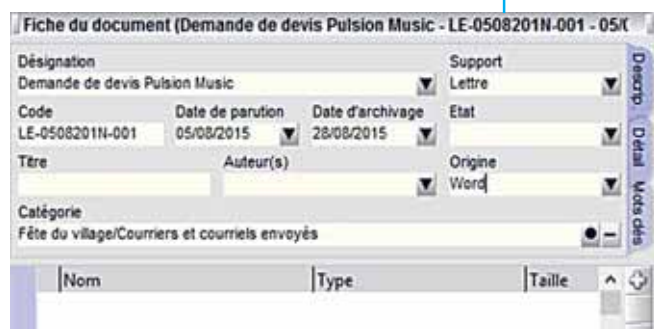 Fiche du document (Demande de devis Pulsion Music - LE-0508201N-001 - 05/0
Désignation Support
Demande de devis Pulsion Music Lettre
Code Date de parution Date d'archivage Etat
LE-0508201N-001 05/08/2015 28/08/2015
Titre Auteur(s) Origine
Word
Catégorie
Fête du village/Courriers et courriels envoyés
Nom Type Taille
Descrip.
Détail
Mots clés